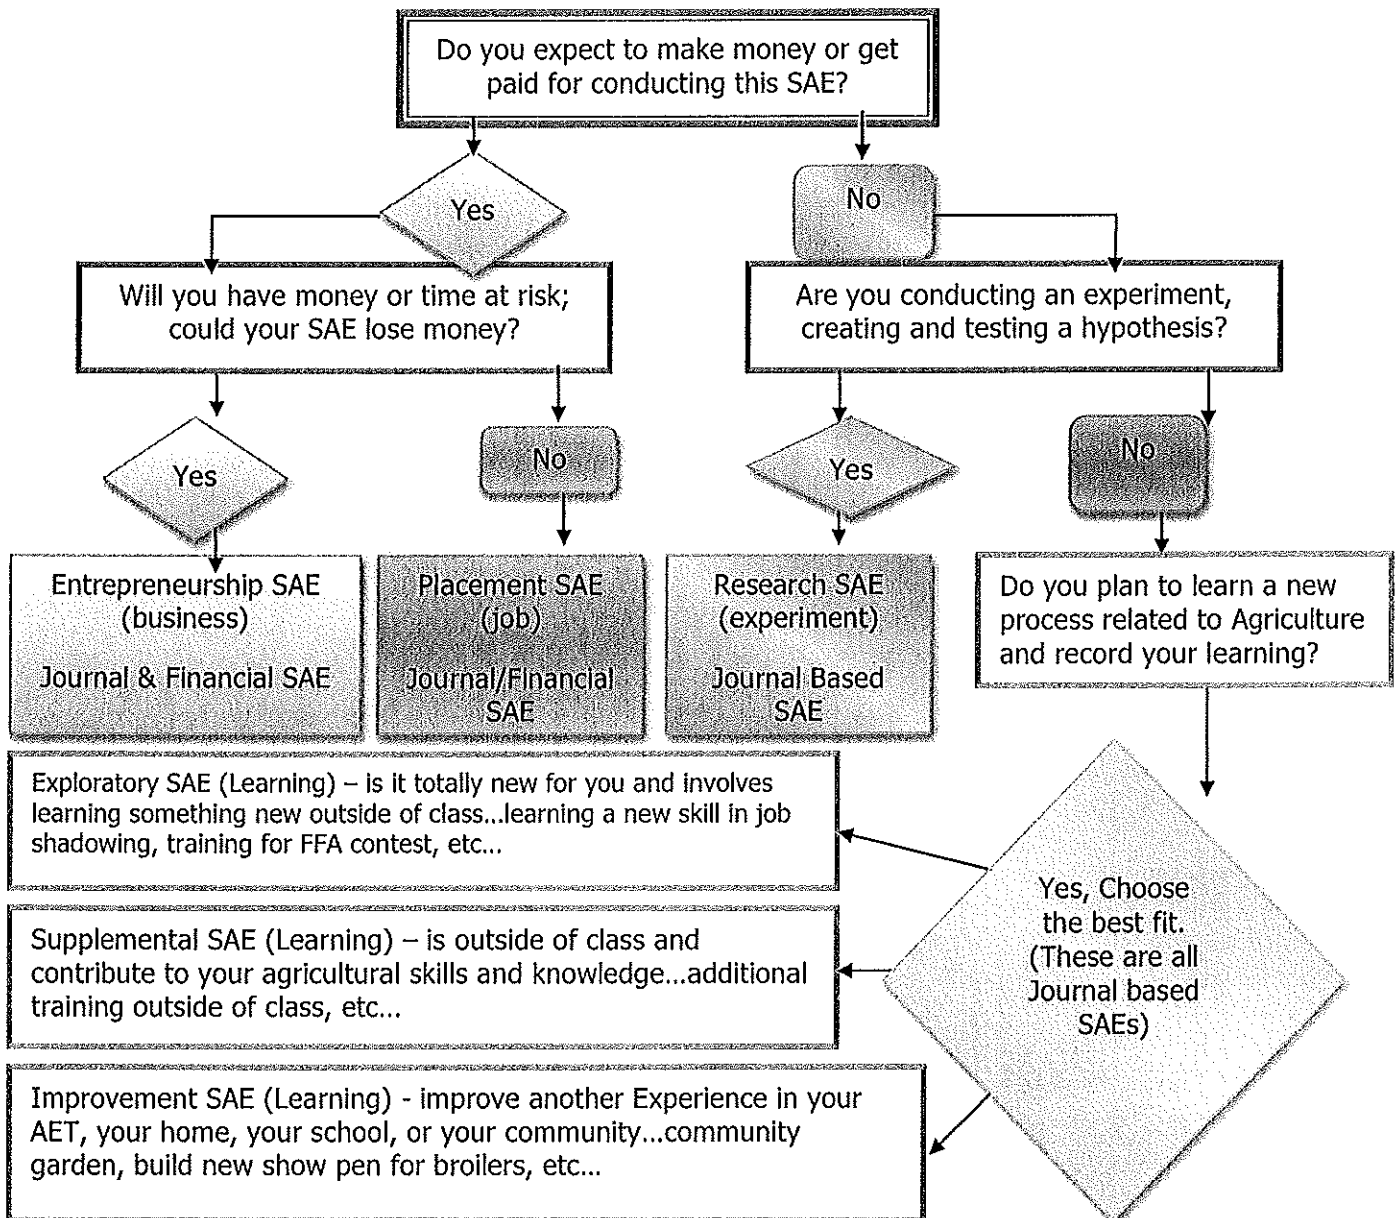 Do you expect to make money or get
paid for conducting this SAE?
Yes
No
Will you have money or time at risk;
could your SAE lose money?
Are you conducting an experiment,
creating and testing a hypothesis?
Yes
No
Yes
No
Entrepreneurship SAE
(business)
Journal & Financial SAE
Placement SAE
(job)
Journal/Financial
SAE
Research SAE
(experiment)
Journal Based
SAE
Do you plan to learn a new
process related to Agriculture
and record your learning?
Exploratory SAE (Learning) – is it totally new for you and involves
learning something new outside of class...learning a new skill in job
shadowing, training for FFA contest, etc...
Supplemental SAE (Learning) – is outside of class and
contribute to your agricultural skills and knowledge...additional
training outside of class, etc...
Improvement SAE (Learning) - improve another Experience in your
AET, your home, your school, or your community...community
garden, build new show pen for broilers, etc...
Yes, Choose
the best fit.
(These are all
Journal based
SAEs)